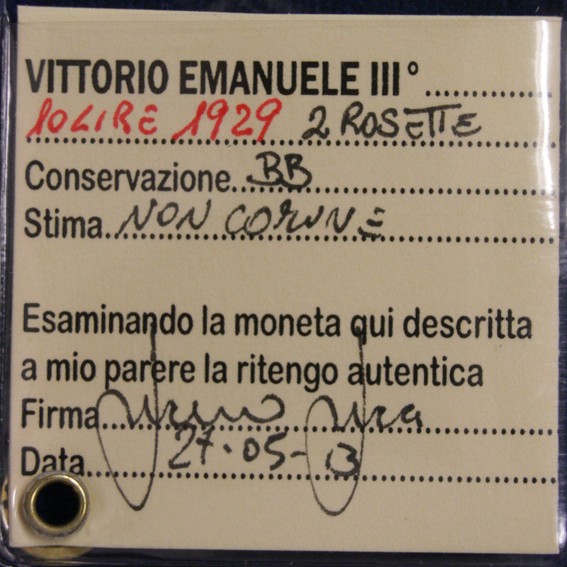 VITTORIO EMANUELE III°
10 LIRE 1929 2 ROSETTE
Conservazione BB
Stima NON COMUNE
Esaminando la moneta qui descritta
a mio parere la ritengo autentica
Firma
Data 27-05-13